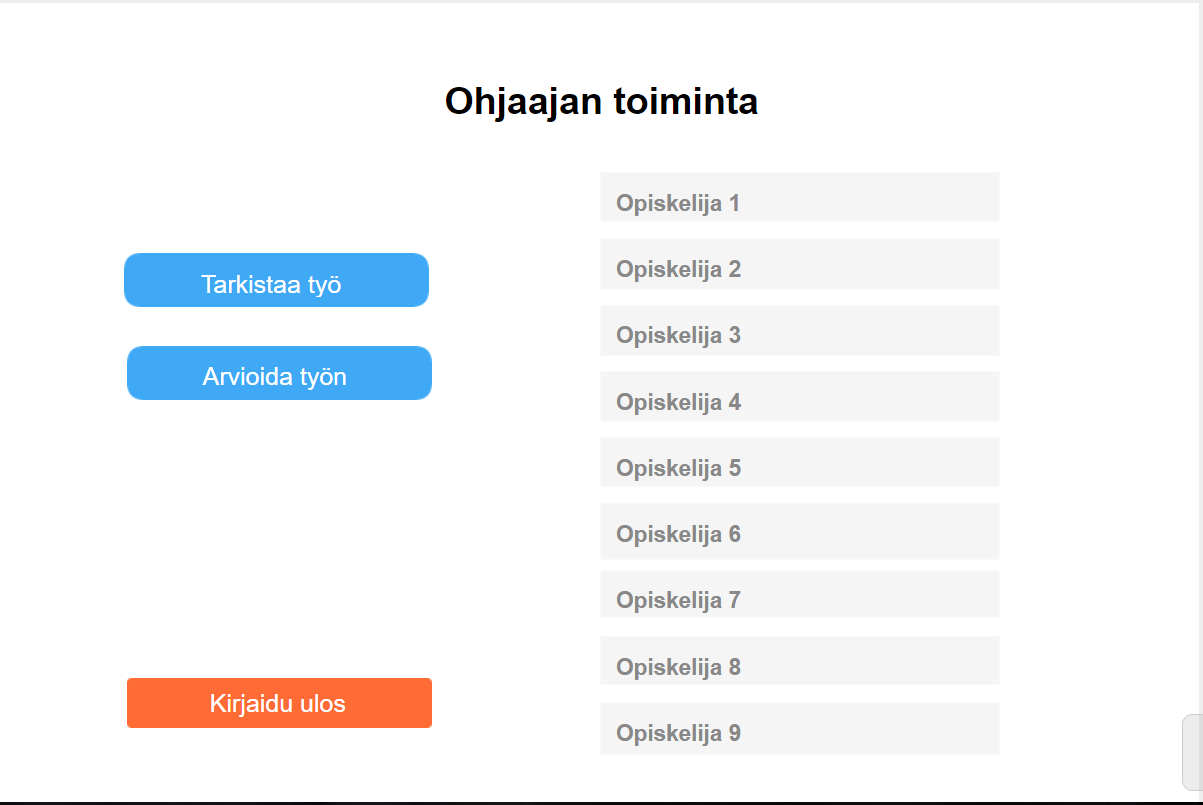 Ohjaajan toiminta
Tarkistaa työ
Arvioida työn
Kirjaidu ulos
Opiskelija 1
Opiskelija 2
Opiskelija 3
Opiskelija 4
Opiskelija 5
Opiskelija 6
Opiskelija 7
Opiskelija 8
Opiskelija 9